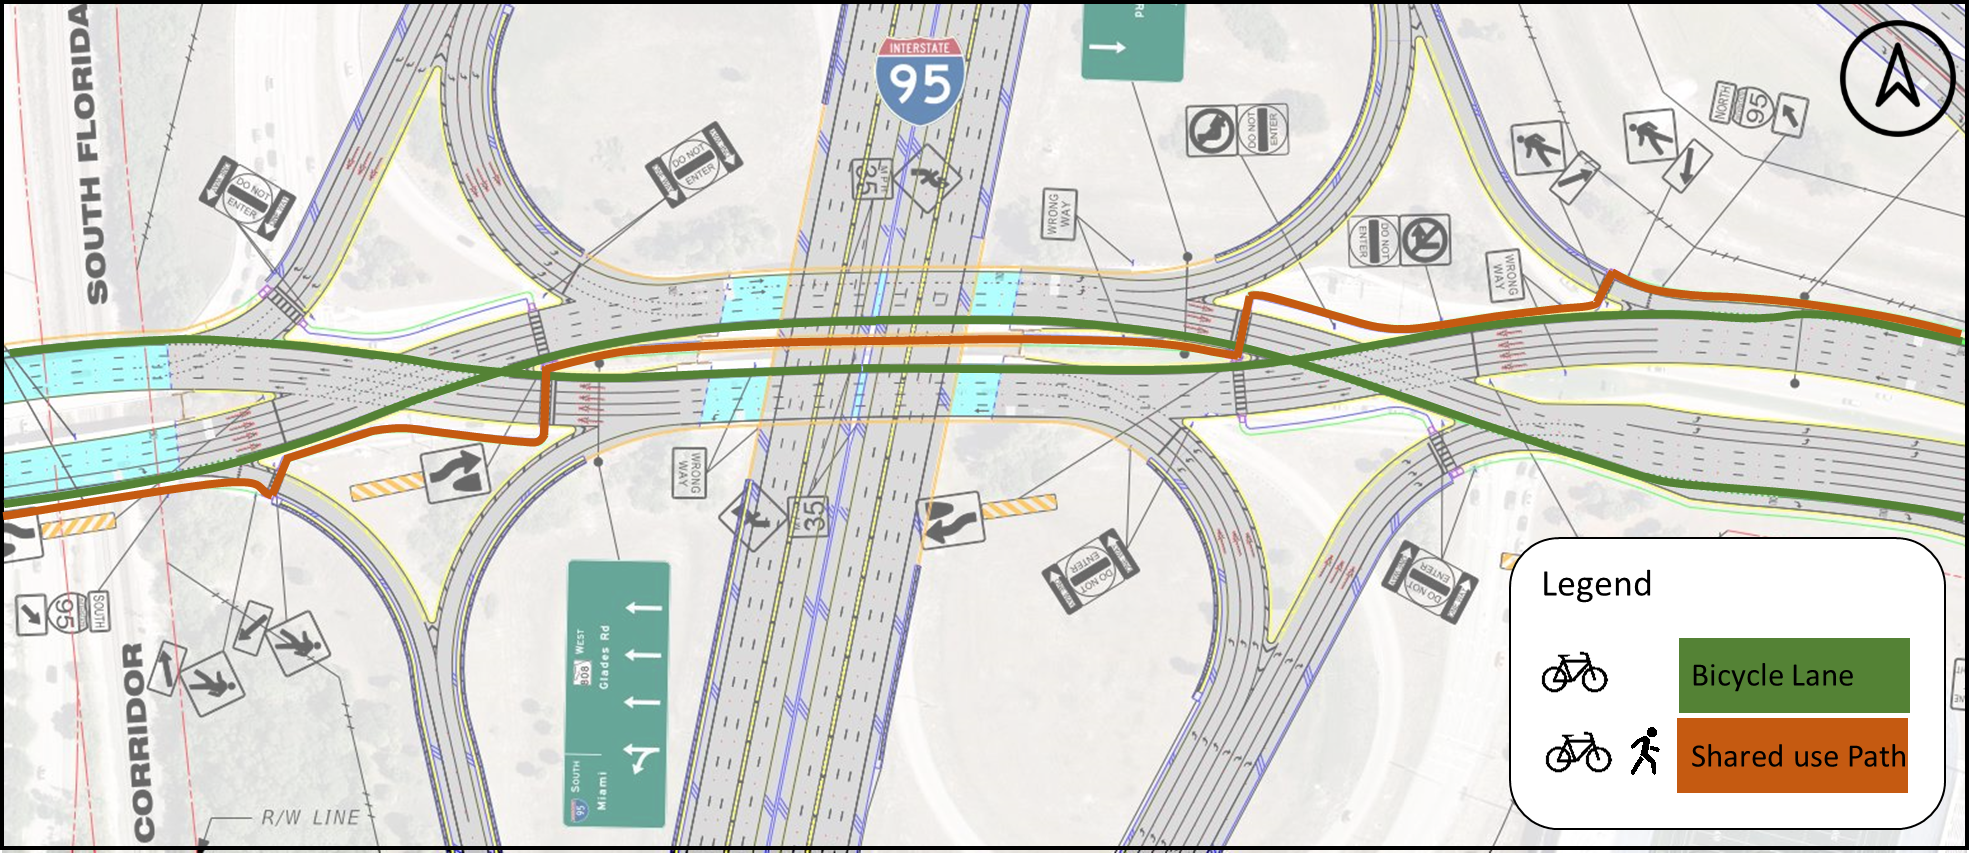 SOUTH FLORIDA
INTERSTATE
95
Rd
DO NOT
ENTER
DO NOT
ENTER
35
WRONG
WAY
DO NOT
ENTER
DO NOT
ENTER
WRONG
WAY
NORTH
95
WRONG
WAY
35
DO NOT
ENTER
DO NOT
ENTER
SOUTH
95
CORRIDOR
R/W LINE
WEST
808
Glades Rd
SOUTH
95
Miami
Legend
Bicycle Lane
Shared use Path